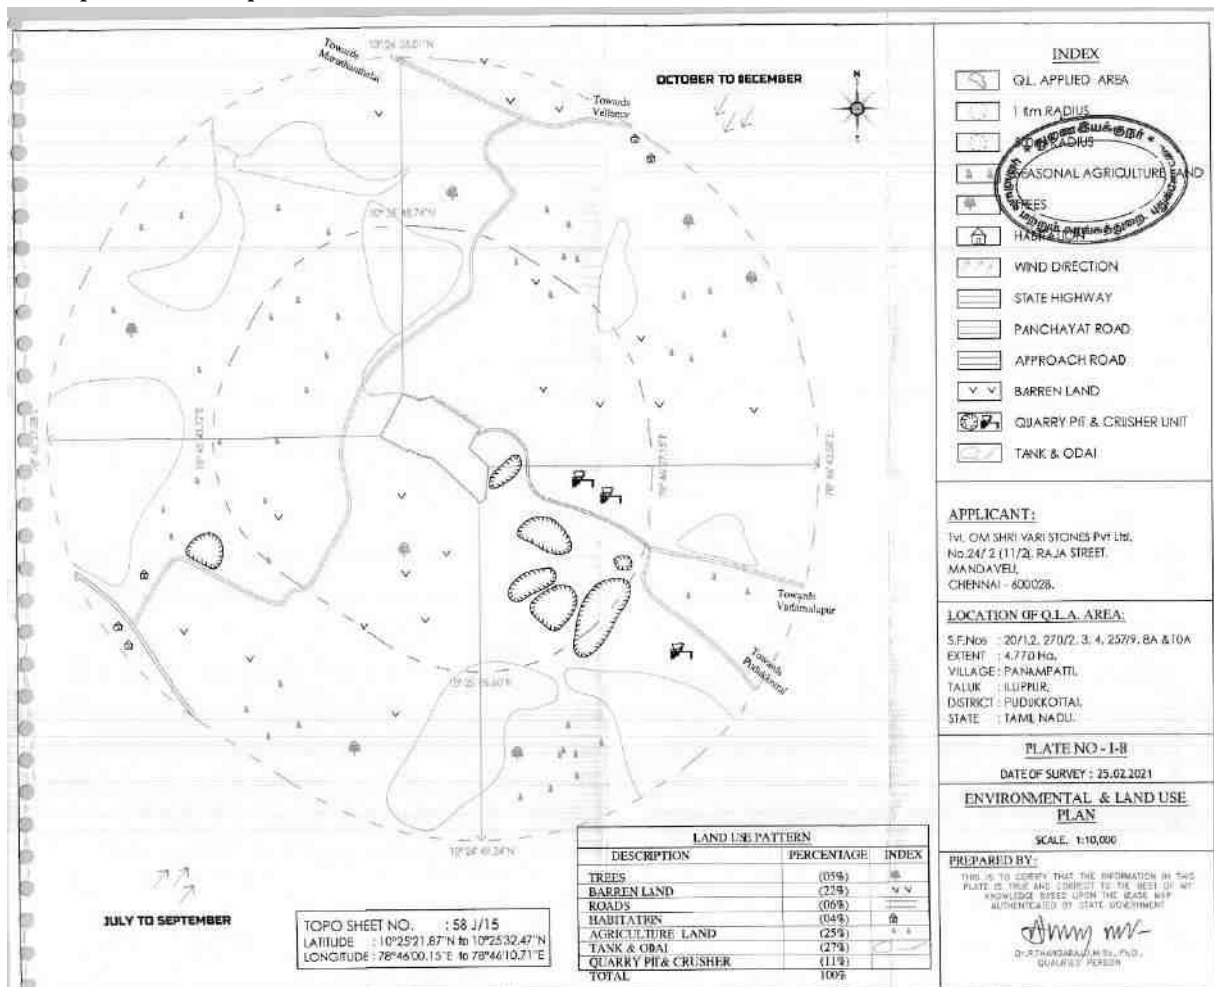 Towards
Marathanthalai
OCTOBER TO DECEMBER
N
Towards
Vellanur
Towards
Vathimalapur
Towards
Pudukkottai
JULY TO SEPTEMBER
TOPO SHEET NO. : 58 J/15
LATITUDE : 10°25'21.87"N to 10°25'32.47"N
LONGITUDE : 78°46'00.15"E to 78°46'10.71"E
LAND USE PATTERN
DESCRIPTION PERCENTAGE INDEX
TREES (05%)
BARREN LAND (22%)
ROADS (06%)
HABITATION (04%)
AGRICULTURE LAND (25%)
TANK & ODAI (27%)
QUARRY PIT & CRUSHER (11%)
TOTAL 100%
INDEX
Q.L. APPLIED AREA
1 Km RADIUS
RADIUS
SEASONAL AGRICULTURE LAND
TREES
HABITATION
WIND DIRECTION
STATE HIGHWAY
PANCHAYAT ROAD
APPROACH ROAD
BARREN LAND
QUARRY PIT & CRUSHER UNIT
TANK & ODAI
APPLICANT:
Tvl. OM SHRI VARI STONES Pvt Ltd,
No.24/2 (11/2), RAJA STREET,
MANDAVELI,
CHENNAI - 600028.
LOCATION OF Q.L.A. AREA:
S.F.Nos : 20/1,2, 270/2, 3, 4, 257/9, 8A &10A
EXTENT : 4.770 Ha,
VILLAGE : PANAMPATTI,
TALUK : ILUPPUR,
DISTRICT : PUDUKKOTTAI,
STATE : TAMIL NADU.
PLATE NO - I-B
DATE OF SURVEY : 25.02.2021
ENVIRONMENTAL & LAND USE
PLAN
SCALE. 1:10,000
PREPARED BY:
THIS IS TO CERTIFY THAT THE INFORMATION IN THIS
PLATE IS TRUE AND CORRECT TO THE BEST OF MY
KNOWLEDGE BASED UPON THE LEASE MAP
AUTHENTICATED BY STATE GOVERNMENT
QUALIFIED PERSON